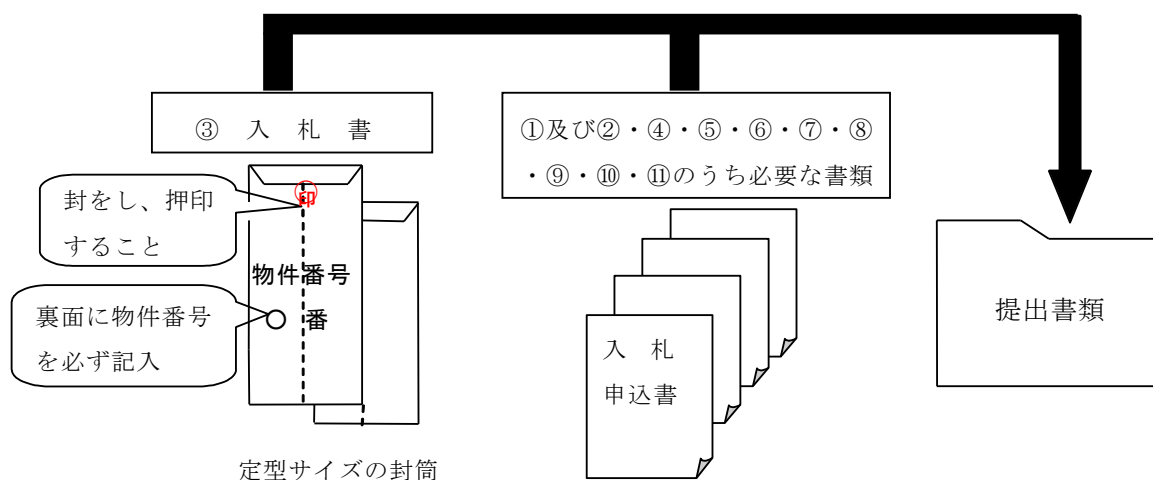 ③　入　札　書
①及び②・④・⑤・⑥・⑦・⑧
・⑨・⑩・⑪のうち必要な書類
封をし、押印
すること
印
物件番号
○　番
裏面に物件番号
を必ず記入
定型サイズの封筒
入　札
申込書
提出書類